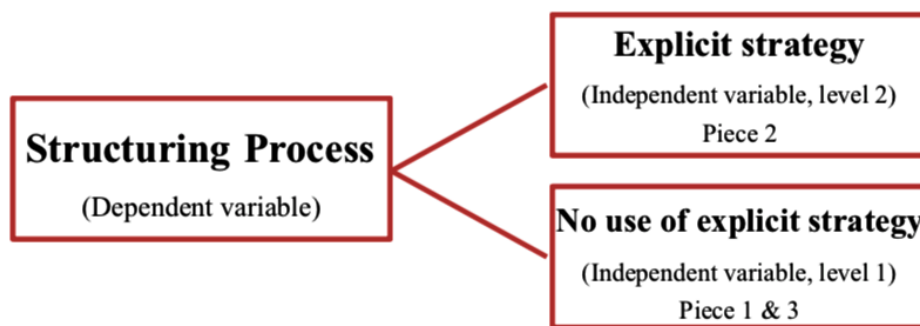 Structuring Process
(Dependent variable)
Explicit strategy
(Independent variable, level 2)
Piece 2
No use of explicit strategy
(Independent variable, level 1)
Piece 1 & 3